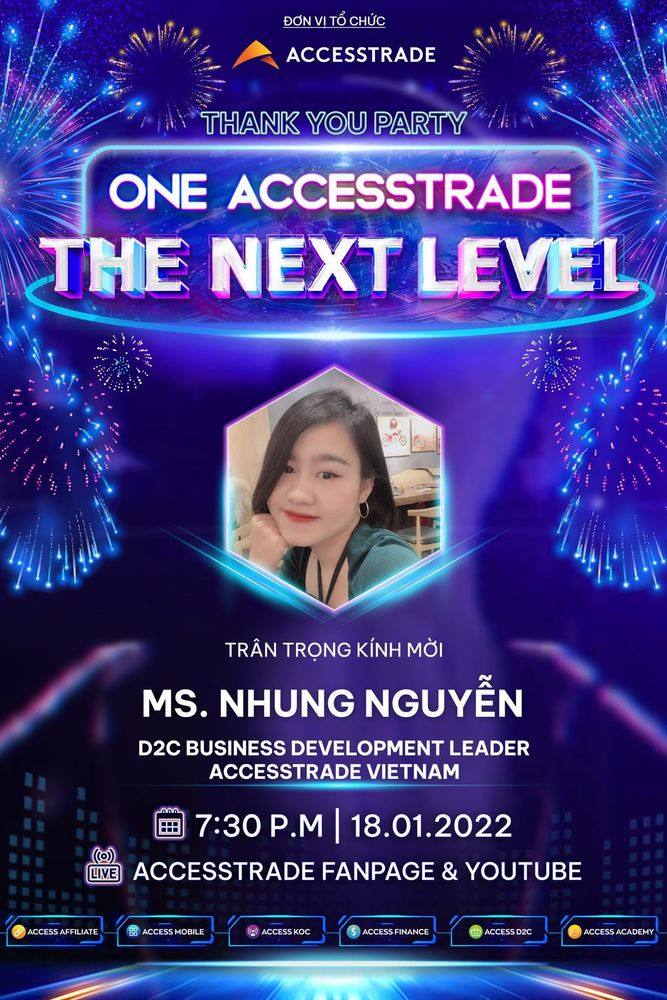 ĐƠN VỊ TỔ CHỨC
ACCESSTRADE
THANK YOU PARTY
ONE ACCESSTRADE
THE NEXT LEVEL
TRÂN TRỌNG KÍNH MỜI
MS. NHUNG NGUYỄN
D2C BUSINESS DEVELOPMENT LEADER
ACCESSTRADE VIETNAM
7:30 P.M | 18.01.2022
LIVE ACCESSTRADE FANPAGE & YOUTUBE
ACCESS AFFILIATE ACCESS MOBILE ACCESS KOC ACCESS FINANCE ACCESS D2C ACCESS ACADEMY